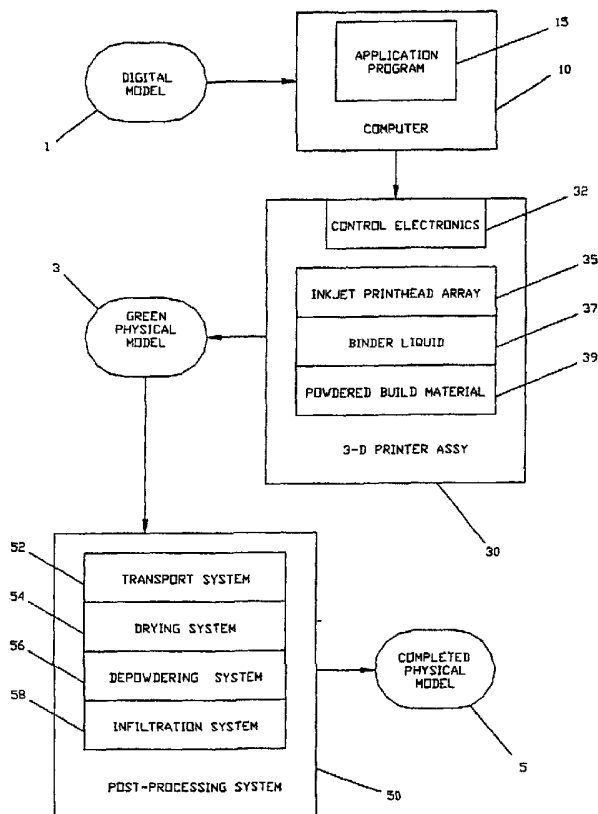 15
APPLICATION
PROGRAM
DIGITAL
MODEL
10
COMPUTER
1
32
CONTROL ELECTRONICS
35
3
INKJET PRINTHEAD ARRAY
GREEN
PHYSICAL
MODEL
37
BINDER LIQUID
39
POWDERED BUILD MATERIAL
3-D PRINTER ASSY
30
52
TRANSPORT SYSTEM
54
DRYING SYSTEM
56
DEPOWDERING SYSTEM
COMPLETED
PHYSICAL
MODEL
58
INFILTRATION SYSTEM
5
POST-PROCESSING SYSTEM
50